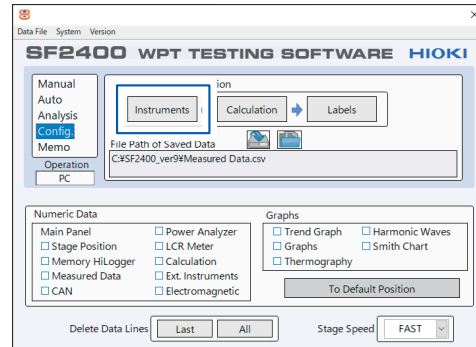 Data File System Version
SF2400 WPT TESTING SOFTWARE HIOKI
Manual
Auto
Analysis
Config.
Memo
Operation
PC
ion
Instruments Calculation Labels
File Path of Saved Data
C:¥SF2400_ver9¥Measured Data.csv
Numeric Data
Main Panel
Stage Position
Memory HiLogger
Measured Data
CAN
Power Analyzer
LCR Meter
Calculation
Ext. Instruments
Electromagnetic
Graphs
Trend Graph
Graphs
Thermography
Harmonic Waves
Smith Chart
To Default Position
Delete Data Lines Last All
Stage Speed FAST